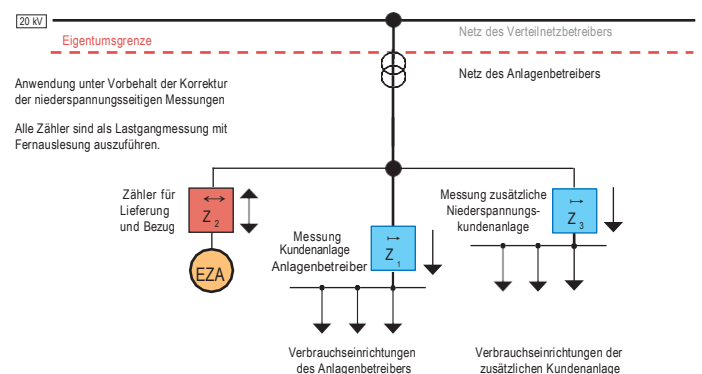 20 kV
Netz des Verteilnetzbetreibers
Eigentumsgrenze
Netz des Anlagenbetreibers
Anwendung unter Vorbehalt der Korrektur
der niederspannungsseitigen Messungen
Alle Zähler sind als Lastgangmessung mit
Fernauslesung auszuführen.
Zähler für
Lieferung
und Bezug
Z 2
EZA
Messung
Kundenanlage
Anlagenbetreiber
Z 1
Messung zusätzliche
Niederspannungs-
kundenanlage
Z 3
Verbrauchseinrichtungen
des Anlagenbetreibers
Verbrauchseinrichtungen der
zusätzlichen Kundenanlage